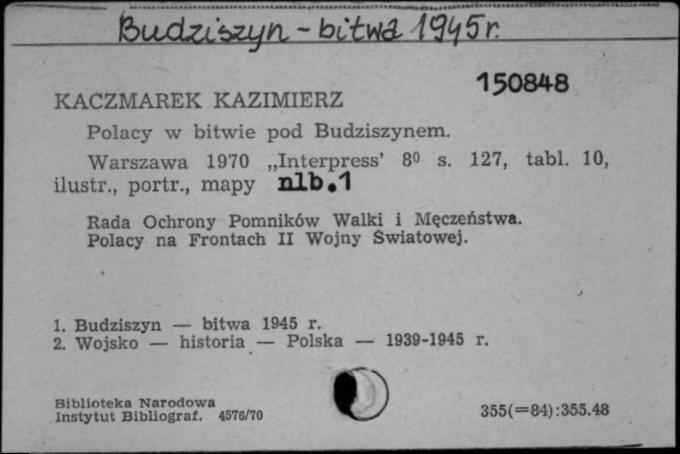 Budziszyn - bitwa 1945 r.
150848
KACZMAREK KAZIMIERZ
Polacy w bitwie pod Budziszynem.
Warszawa 1970 „Interpress’ 8⁰ s. 127, tabl. 10,
ilustr., portr., mapy nlb.1
Rada Ochrony Pomników Walki i Męczeństwa.
Polacy na Frontach II Wojny Światowej.
1. Budziszyn — bitwa 1945 r.
2. Wojsko — historia — Polska — 1939-1945 r.
Biblioteka Narodowa
Instytut Bibliograf. 4576/70
355(=84):355.48